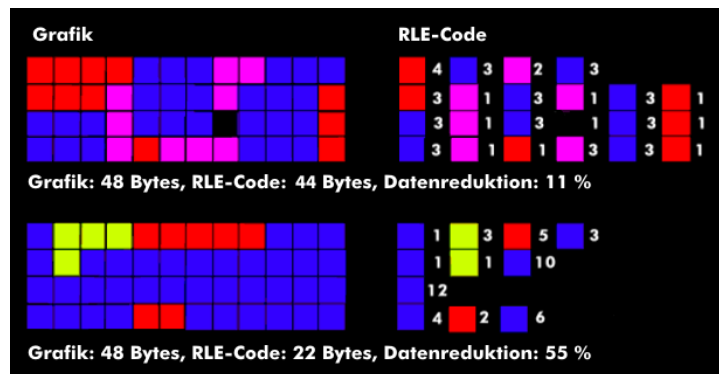 Grafik
RLE-Code
4 3 2 3
3 1 3 1 3 1
3 1 3 1 3 1
3 1 1 3 3 1
Grafik: 48 Bytes, RLE-Code: 44 Bytes, Datenreduktion: 11 %
1 3 5 3
1 1 10
12
4 2 6
Grafik: 48 Bytes, RLE-Code: 22 Bytes, Datenreduktion: 55 %